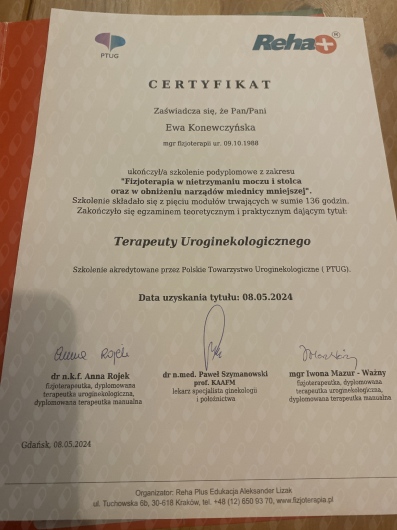 PTUG
Reha+®
CERTYFIKAT
Zaświadcza się, że Pan/Pani
Ewa Konewczyńska
mgr fizjoterapii ur. 09.10.1988
ukończył/a szkolenie podyplomowe z zakresu
"Fizjoterapia w nietrzymaniu moczu i stolca
oraz w obniżeniu narządów miednicy mniejszej".
Szkolenie składało się z pięciu modułów trwających w sumie 136 godzin.
Zakończyło się egzaminem teoretycznym i praktycznym dającym tytuł:
Terapeuty Uroginekologicznego
Szkolenie akredytowane przez Polskie Towarzystwo Uroginekologiczne ( PTUG).
Data uzyskania tytułu: 08.05.2024
Anna Rojek
dr n.k.f. Anna Rojek
fizjoterapeutka, dyplomowana
terapeutka uroginekologiczna,
dyplomowana terapeutka manualna
dr n.med. Paweł Szymanowski
prof. KAAFM
lekarz specjalista ginekologii
i położnictwa
mgr Iwona Mazur - Ważny
fizjoterapeutka, dyplomowana
terapeutka uroginekologiczna,
dyplomowana terapeutka manualna
Gdańsk, 08.05.2024
Organizator: Reha Plus Edukacja Aleksander Lizak
ul. Tuchowska 6b, 30-618 Kraków, tel. +48 (12) 650 93 70, www.fizjoterapia.pl